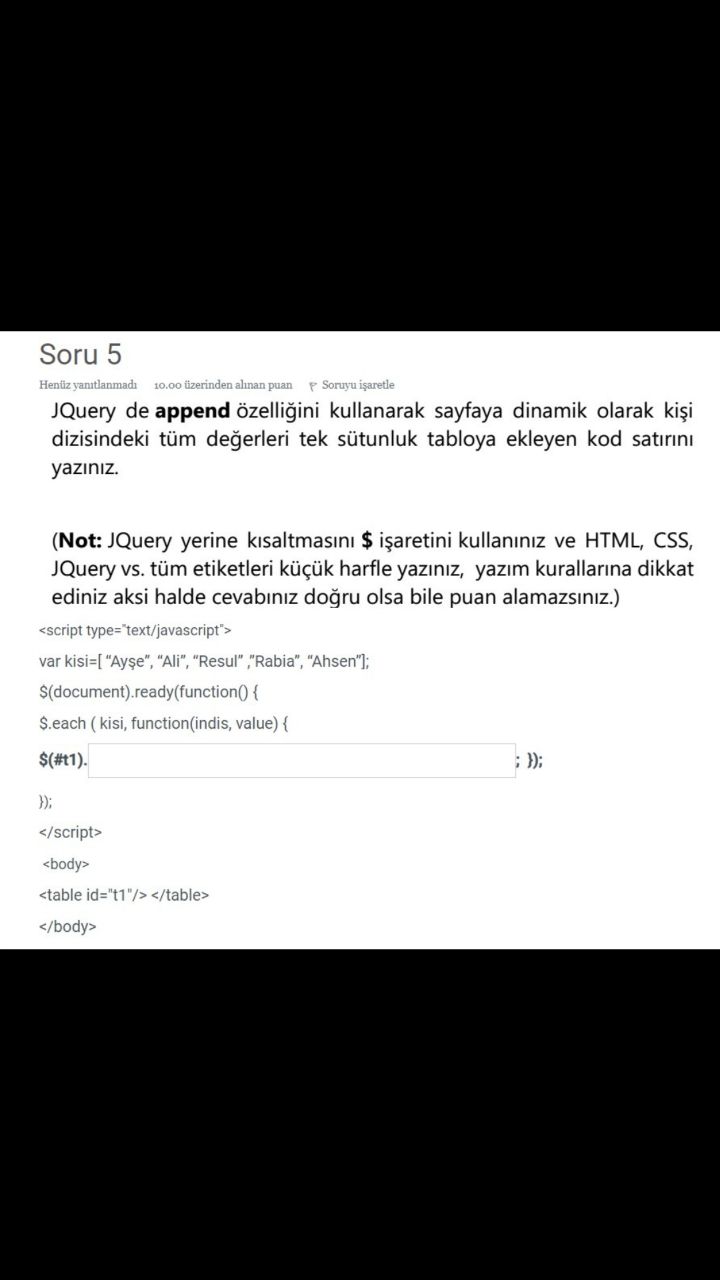 Soru 5
Henüz yanıtlanmadı 10.00 üzerinden alınan puan Soruyu işaretle
JQuery de append özelliğini kullanarak sayfaya dinamik olarak kişi
dizisindeki tüm değerleri tek sütunluk tabloya ekleyen kod satırını
yazınız.
(Not: JQuery yerine kısaltmasını $ işaretini kullanınız ve HTML, CSS,
JQuery vs. tüm etiketleri küçük harfle yazınız, yazım kurallarına dikkat
ediniz aksi halde cevabınız doğru olsa bile puan alamazsınız.)
<script type="text/javascript">
var kisi=[ “Ayşe”, “Ali”, “Resul” ,”Rabia”, “Ahsen”];
$(document).ready(function() {
$.each ( kisi, function(indis, value) {
$(#t1). ; });
});
</script>
<body>
<table id="t1"/> </table>
</body>